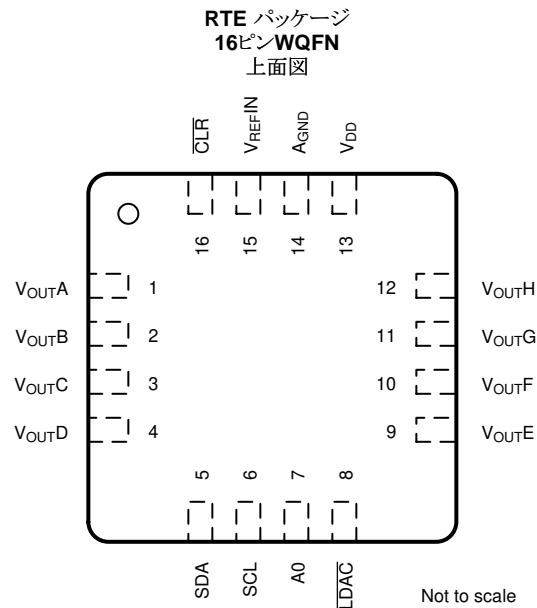 RTE パッケージ
16ピンWQFN
上面図
CLR
VREFIN
AGND
VDD
16
15
14
13
VOUTA 1
12 VOUTH
VOUTB 2
11 VOUTG
VOUTC 3
10 VOUTF
VOUTD 4
9 VOUTE
5
6
7
8
SDA
SCL
A0
LDAC
Not to scale